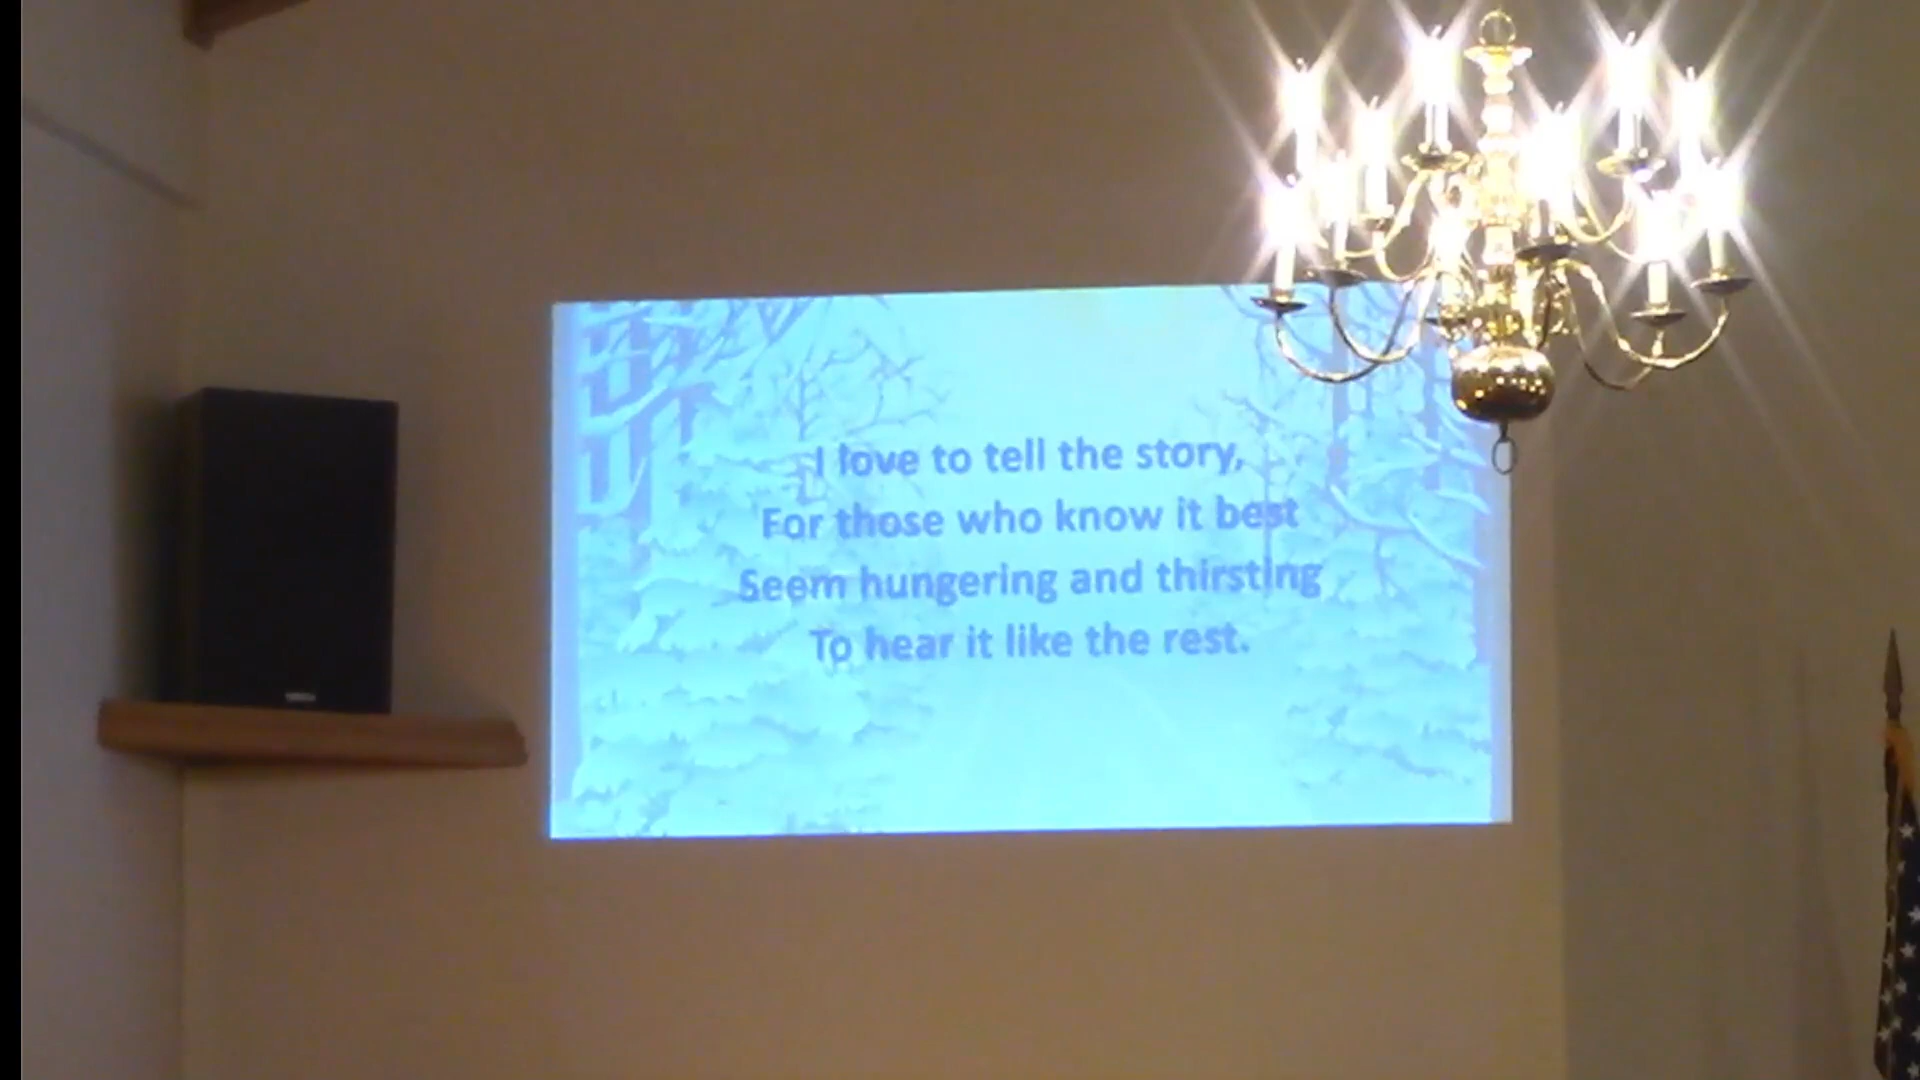 I love to tell the story,
For those who know it best
Seem hungering and thirsting
To hear it like the rest.